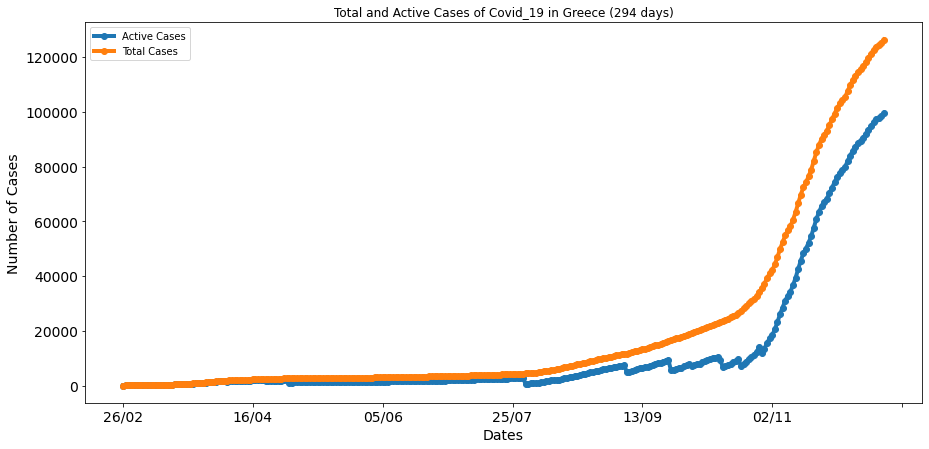 Total and Active Cases of Covid_19 in Greece (294 days)
Active Cases
Total Cases
120000
100000
80000
60000
40000
20000
0
Number of Cases
26/02
16/04
05/06
25/07
13/09
02/11
Dates